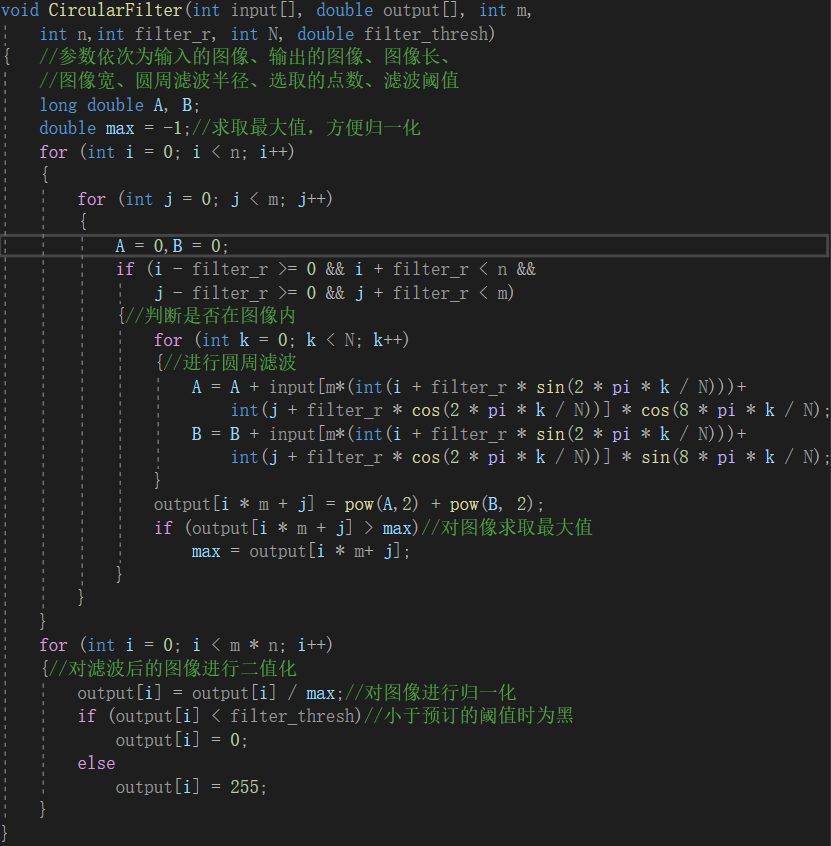 void CircularFilter(int input[], double output[], int m,
    int n,int filter_r, int N, double filter_thresh)
{   //参数依次为输入的图像、输出的图像、图像长、
    //图像宽、圆周滤波半径、选取的点数、滤波阈值
    long double A, B;
    double max = -1;//求取最大值，方便归一化
    for (int i = 0; i < n; i++)
    {
        for (int j = 0; j < m; j++)
        {
            A = 0,B = 0;
            if (i - filter_r >= 0 && i + filter_r < n &&
                j - filter_r >= 0 && j + filter_r < m)
            {//判断是否在图像内
                for (int k = 0; k < N; k++)
                {//进行圆周滤波
                    A = A + input[m*(int(i + filter_r * sin(2 * pi * k / N)))+
                        int(j + filter_r * cos(2 * pi * k / N))] * cos(8 * pi * k / N);
                    B = B + input[m*(int(i + filter_r * sin(2 * pi * k / N)))+
                        int(j + filter_r * cos(2 * pi * k / N))] * sin(8 * pi * k / N);
                }
                output[i * m + j] = pow(A,2) + pow(B, 2);
                if (output[i * m + j] > max)//对图像求取最大值
                    max = output[i * m+ j];
            }
        }
    }
    for (int i = 0; i < m * n; i++)
    {//对滤波后的图像进行二值化
        output[i] = output[i] / max;//对图像进行归一化
        if (output[i] < filter_thresh)//小于预订的阈值时为黑
            output[i] = 0;
        else
            output[i] = 255;
    }
}